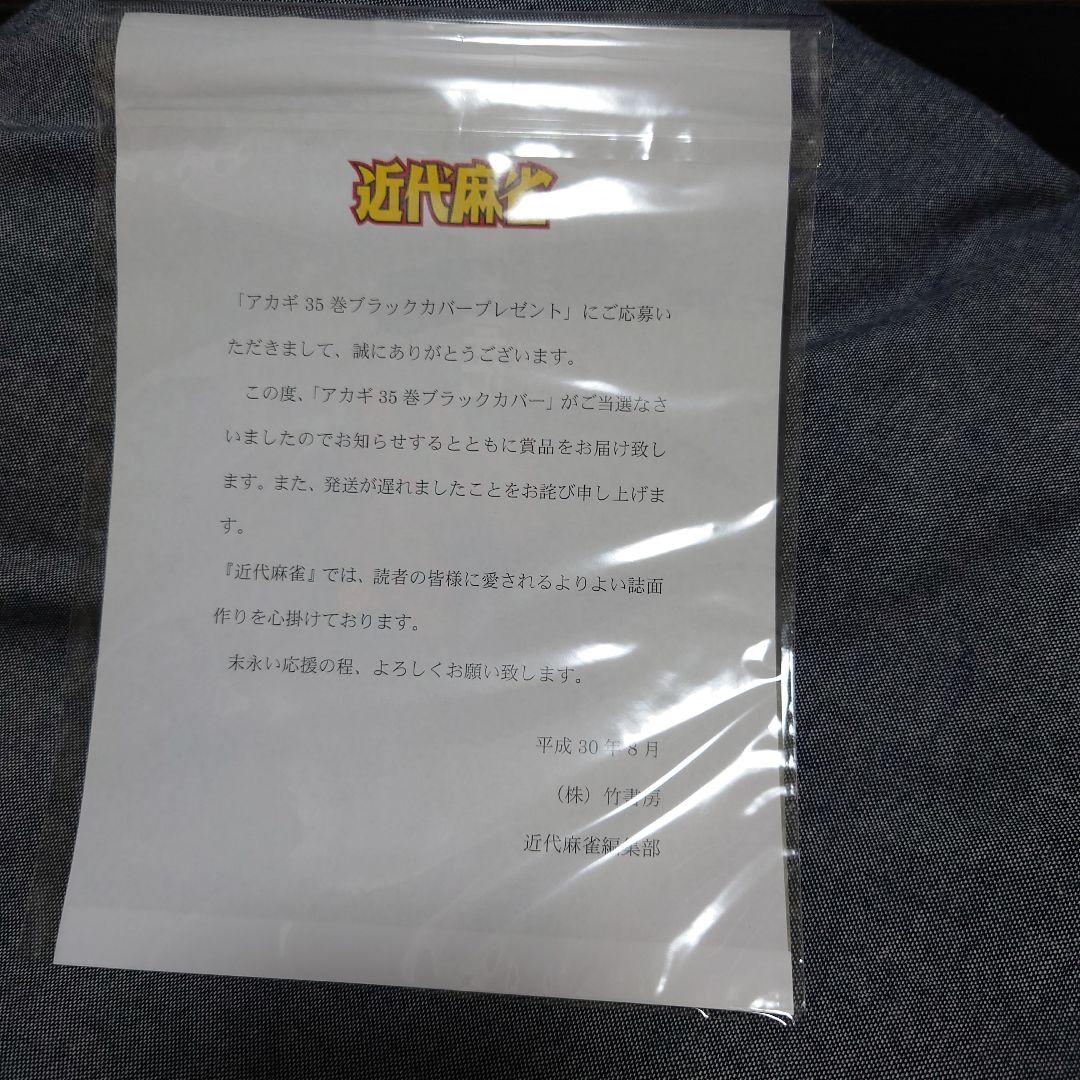 近代麻雀
「アカギ 35 巻ブラックカバープレゼント」にご応募い
ただきまして、誠にありがとうございます。
この度、「アカギ 35 巻ブラックカバー」がご当選なさ
いましたのでお知らせするとともに賞品をお届け致し
ます。また、発送が遅れましたことをお詫び申し上げま
す。
『近代麻雀』では、読者の皆様に愛されるよりよい誌面
作りを心掛けております。
末永い応援の程、よろしくお願い致します。
平成 30 年 8 月
（株）竹書房
近代麻雀編集部